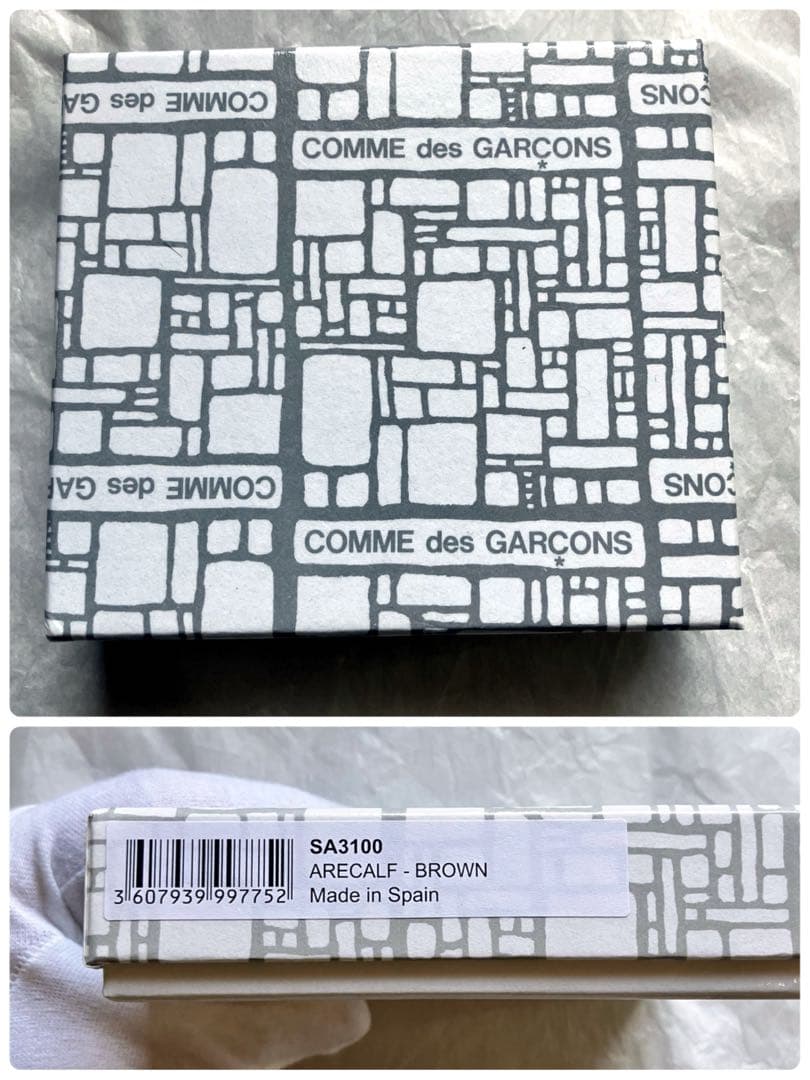 COMME des GA
ÇONS
COMME des GARÇONS
*
COMME des GAR
ÇONS
COMME des GARÇONS
*
SA3100
ARECALF - BROWN
Made in Spain
3 607939 997752